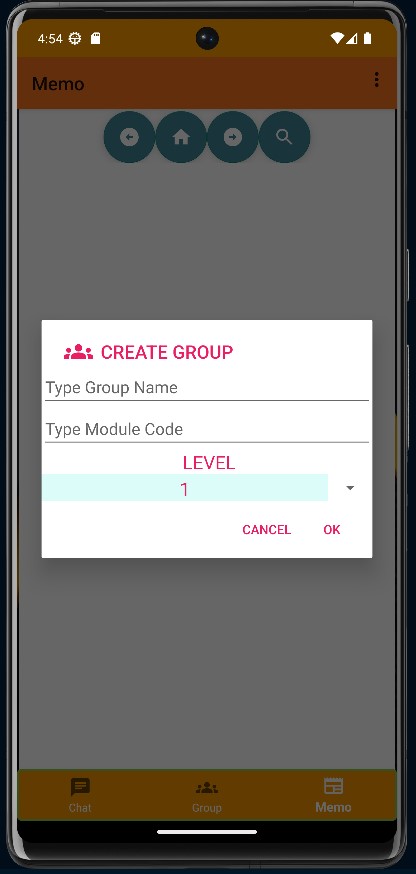 4:54
Memo
CREATE GROUP
Type Group Name
Type Module Code
LEVEL
1
CANCEL OK
Chat Group Memo